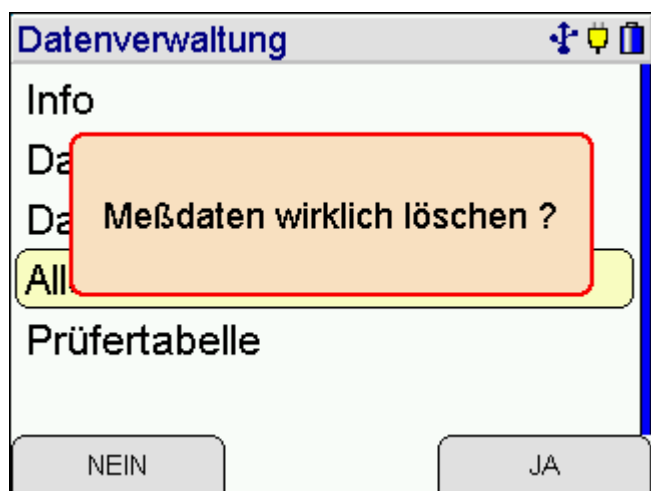 Datenverwaltung
Info
Da
Meßdaten wirklich löschen ?
Da
All
Prüfertabelle
NEIN
JA